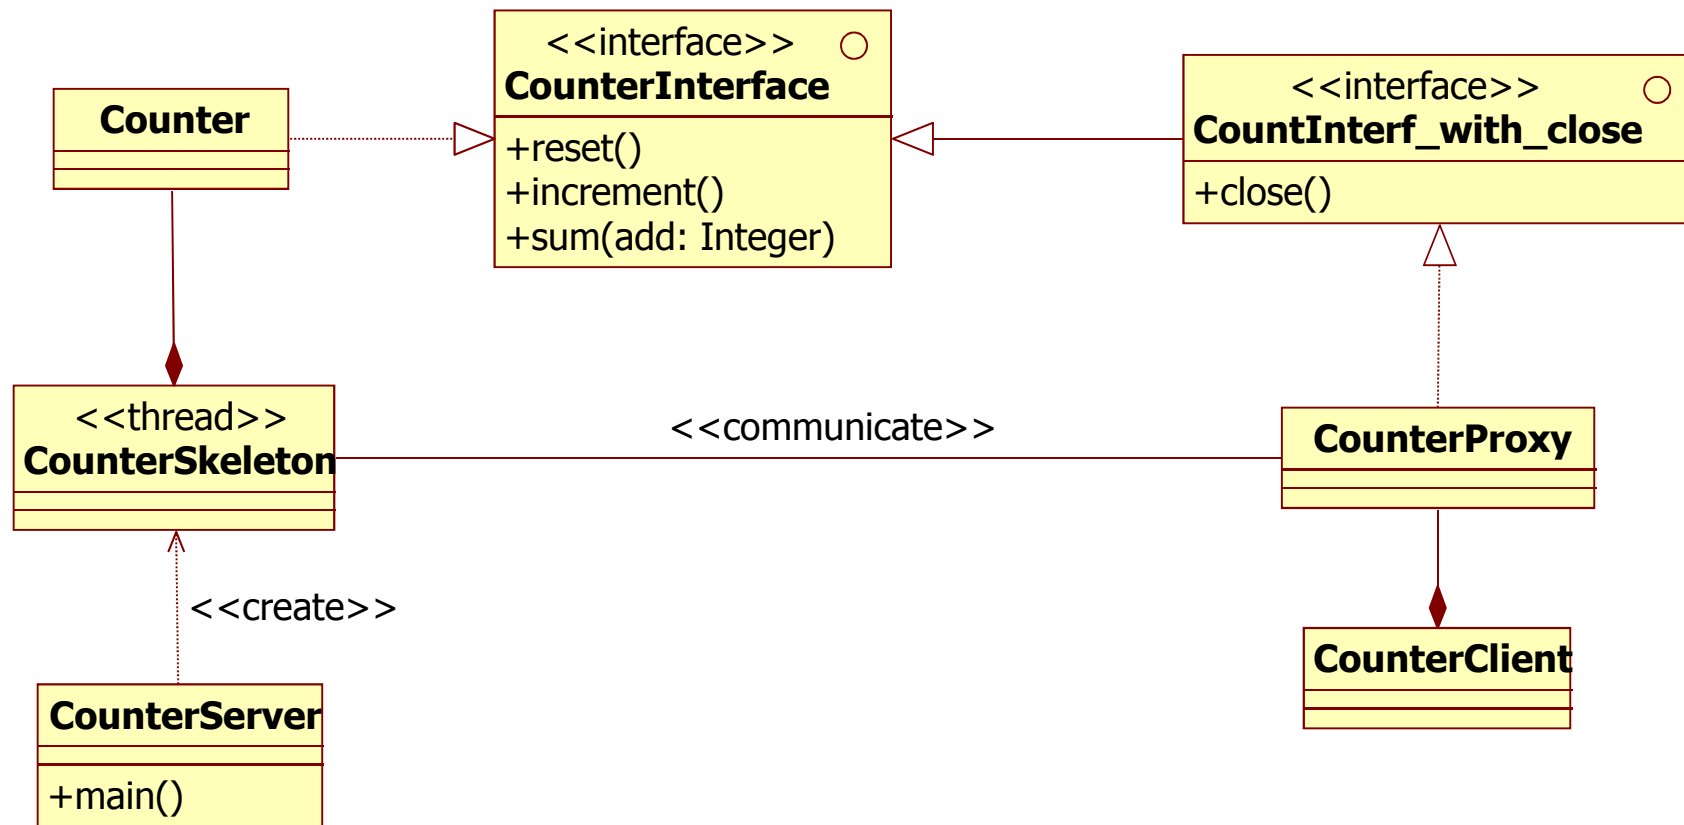 <<interface>>
CounterInterface
+reset()
+increment()
+sum(add: Integer)
<<interface>>
CountInterf_with_close
+close()
Counter
<<thread>>
CounterSkeleton
<<communicate>>
CounterProxy
<<create>>
CounterServer
+main()
CounterClient